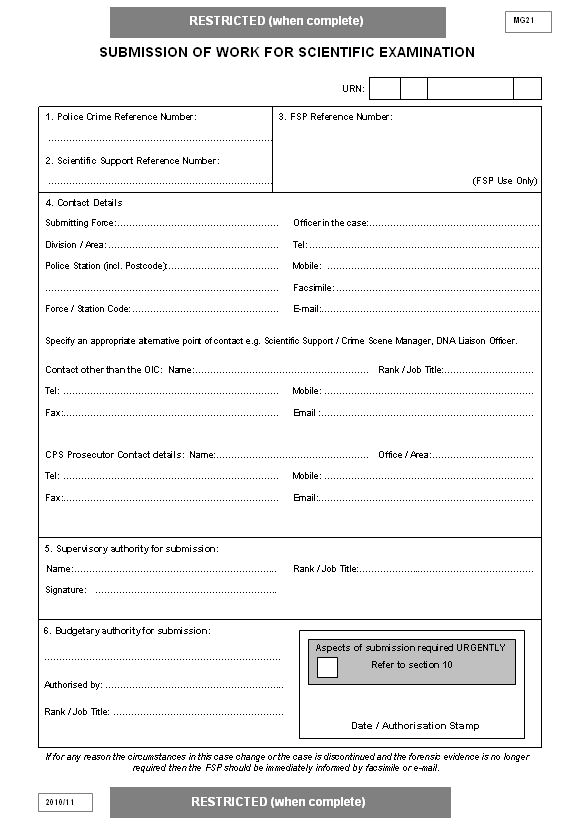 RESTRICTED (when complete)
MG21
SUBMISSION OF WORK FOR SCIENTIFIC EXAMINATION
URN:
1. Police Crime Reference Number:
3. FSP Reference Number:
2. Scientific Support Reference Number:
(FSP Use Only)
4. Contact Details
Submitting Force: Officer in the case:
Division / Area: Tel:
Police Station (incl. Postcode): Mobile:
Facsimile:
Force / Station Code: E-mail:
Specify an appropriate alternative point of contact e.g. Scientific Support / Crime Scene Manager, DNA Liaison Officer.
Contact other than the OIC: Name: Rank / Job Title:
Tel: Mobile:
Fax: Email :
CPS Prosecutor Contact details: Name: Office / Area:
Tel: Mobile:
Fax: Email:
5. Supervisory authority for submission:
Name: Rank / Job Title:
Signature:
6. Budgetary authority for submission:
Aspects of submission required URGENTLY
Refer to section 10
Authorised by:
Rank / Job Title:
Date / Authorisation Stamp
If for any reason the circumstances in this case change or the case is discontinued and the forensic evidence is no longer
required then the FSP should be immediately informed by facsimile or e-mail.
2010/11
RESTRICTED (when complete)